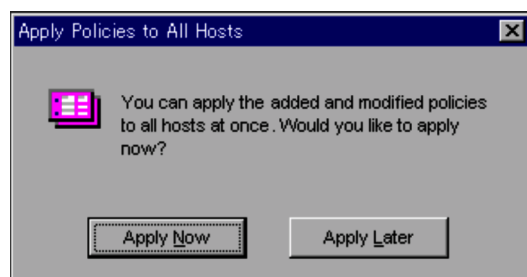 Apply Policies to All Hosts
You can apply the added and modified policies
to all hosts at once. Would you like to apply
now?
Apply Now
Apply Later